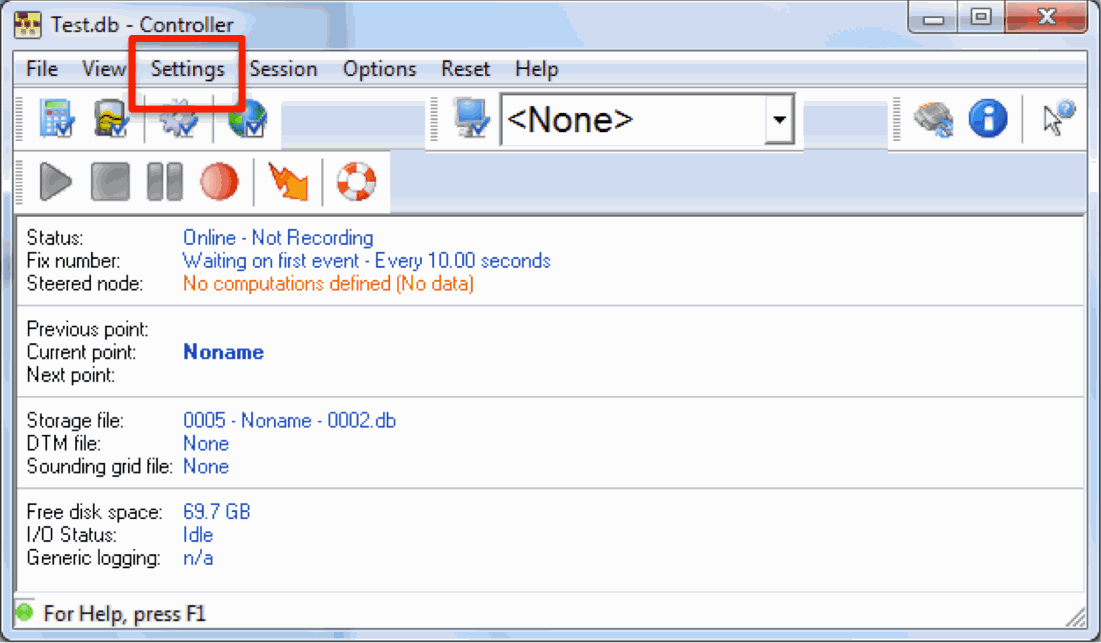 Test.db - Controller
File View Settings Session Options Reset Help
<None>
Status: Online - Not Recording
Fix number: Waiting on first event - Every 10.00 seconds
Steered node: No computations defined (No data)
Previous point:
Current point: Noname
Next point:
Storage file: 0005 - Noname - 0002.db
DTM file: None
Sounding grid file: None
Free disk space: 69.7 GB
I/O Status: Idle
Generic logging: n/a
For Help, press F1